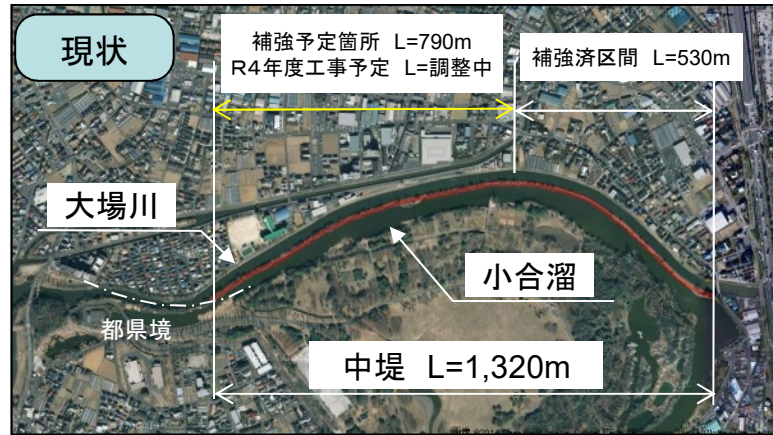 現状
補強予定箇所 L=790m
R4年度工事予定 L=調整中
補強済区間 L=530m
大場川
小合溜
都県境
中堤 L=1,320m